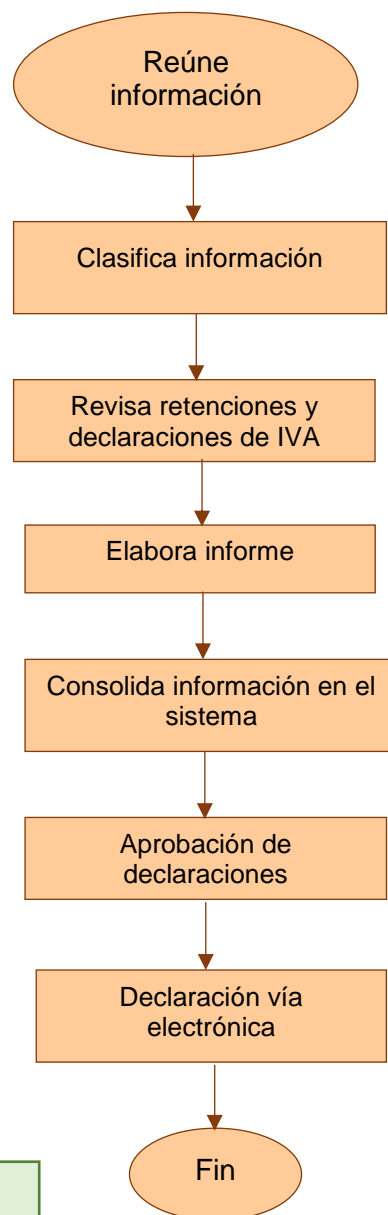 Reúne
información
Clasifica información
Revisa retenciones y
declaraciones de IVA
Elabora informe
Consolida información en el
sistema
Aprobación de
declaraciones
Declaración vía
electrónica
Fin